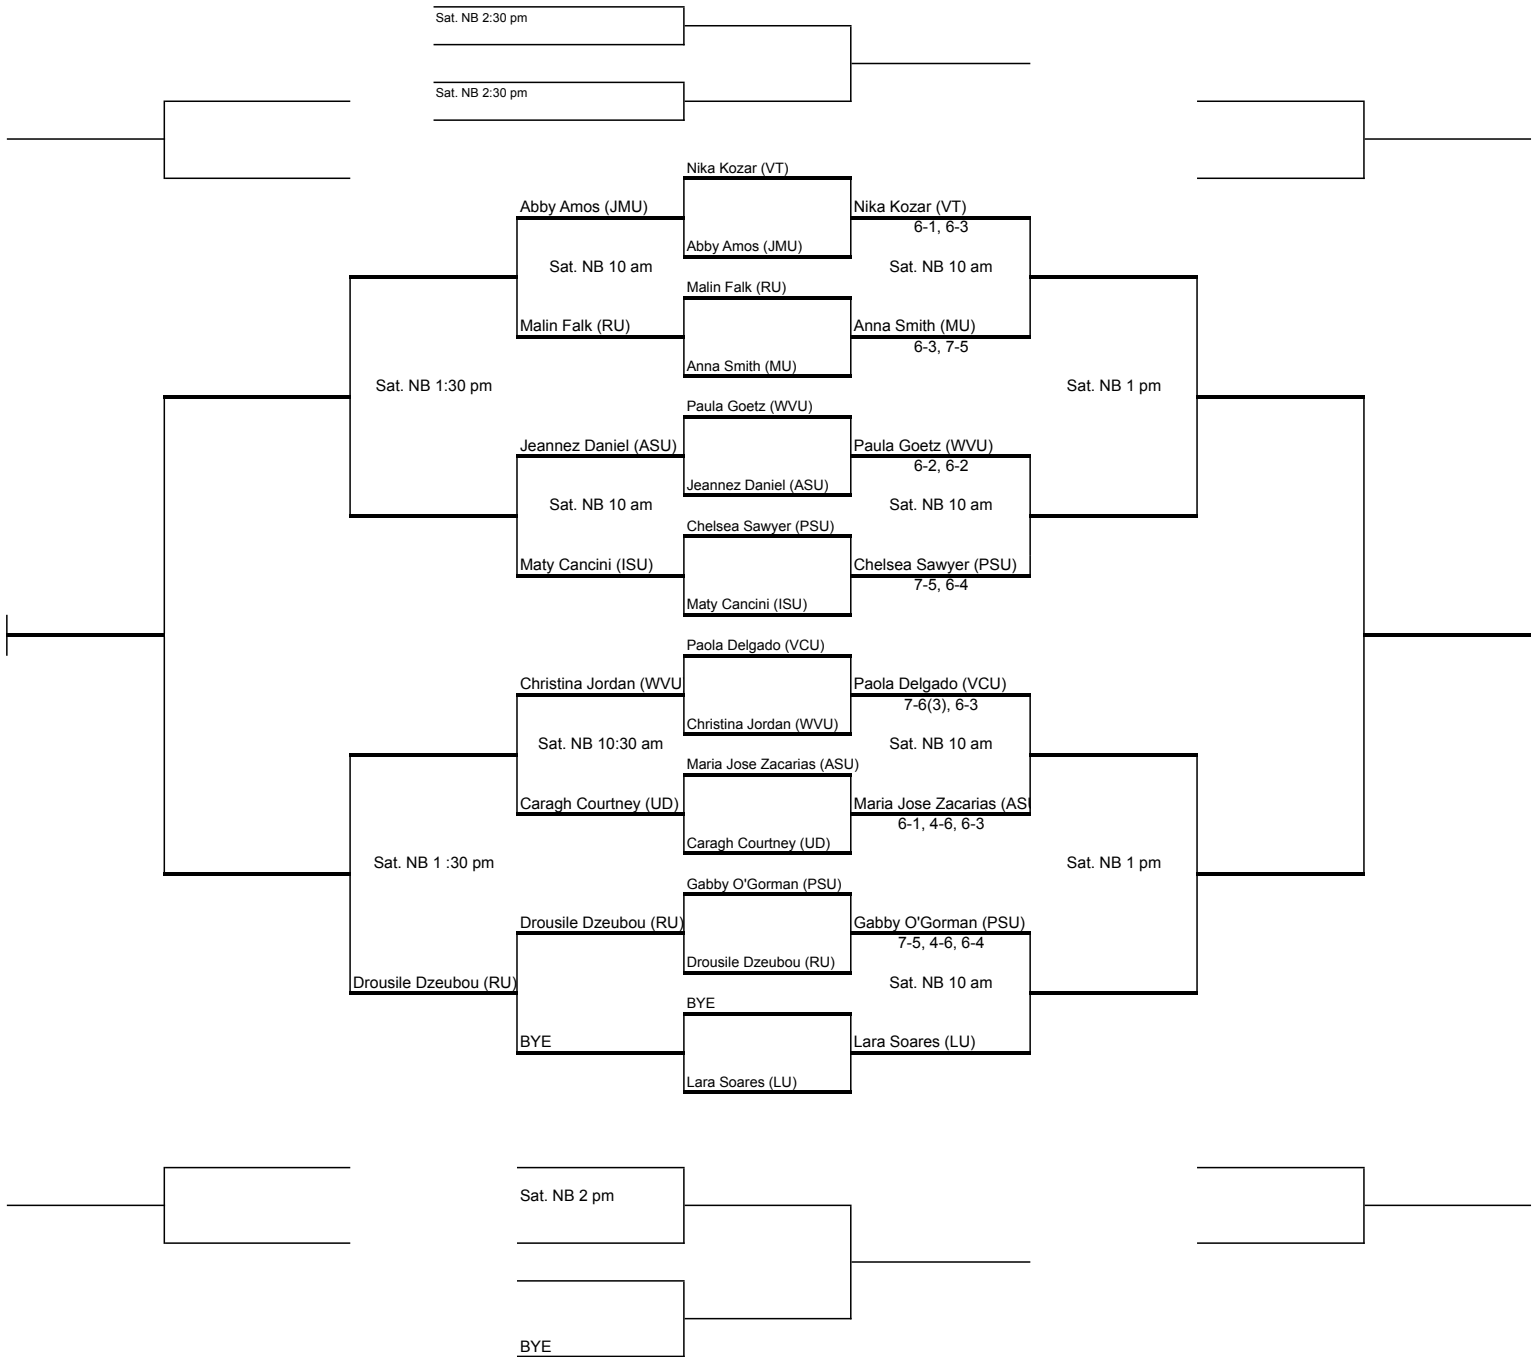 Sat. NB 2:30 pm
Sat. NB 2:30 pm
Nika Kozar (VT)
Abby Amos (JMU)
Nika Kozar (VT)
6-1, 6-3
Abby Amos (JMU)
Sat. NB 10 am
Sat. NB 10 am
Malin Falk (RU)
Malin Falk (RU)
Anna Smith (MU)
6-3, 7-5
Anna Smith (MU)
Sat. NB 1:30 pm
Sat. NB 1 pm
Paula Goetz (WVU)
Jeannez Daniel (ASU)
Paula Goetz (WVU)
6-2, 6-2
Jeannez Daniel (ASU)
Sat. NB 10 am
Sat. NB 10 am
Chelsea Sawyer (PSU)
Maty Cancini (ISU)
Chelsea Sawyer (PSU)
7-5, 6-4
Maty Cancini (ISU)
Paola Delgado (VCU)
Christina Jordan (WVU
Paola Delgado (VCU)
7-6(3), 6-3
Christina Jordan (WVU)
Sat. NB 10:30 am
Sat. NB 10 am
Maria Jose Zacarias (ASU)
Caragh Courtney (UD)
Maria Jose Zacarias (ASU
6-1, 4-6, 6-3
Caragh Courtney (UD)
Sat. NB 1 :30 pm
Sat. NB 1 pm
Gabby O'Gorman (PSU)
Drousile Dzeubou (RU)
Gabby O'Gorman (PSU)
7-5, 4-6, 6-4
Drousile Dzeubou (RU)
Drousile Dzeubou (RU)
Sat. NB 10 am
BYE
BYE
Lara Soares (LU)
Lara Soares (LU)
Sat. NB 2 pm
BYE